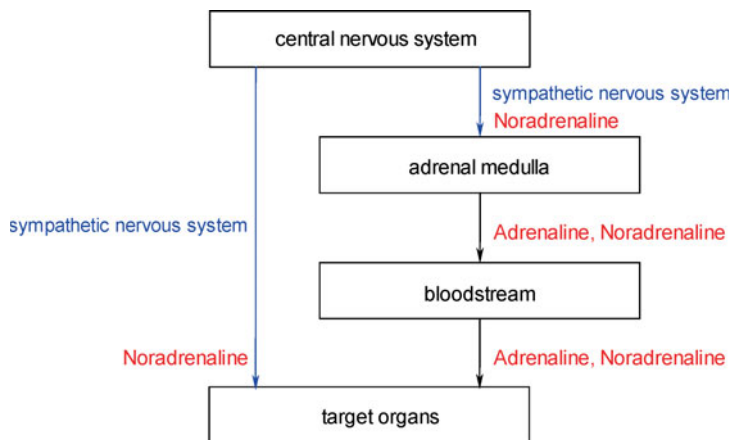 central nervous system
sympathetic nervous system
Noradrenaline
adrenal medulla
sympathetic nervous system
Adrenaline, Noradrenaline
bloodstream
Noradrenaline
Adrenaline, Noradrenaline
target organs